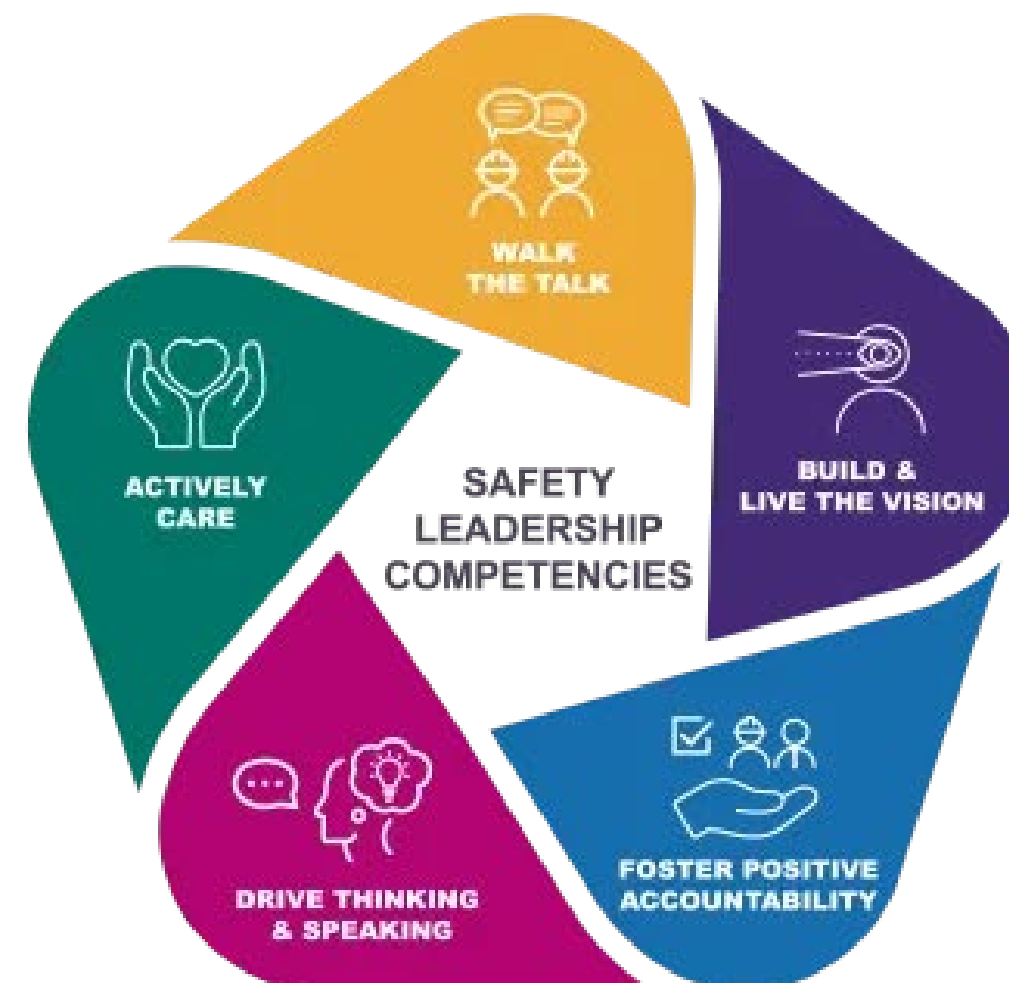 WALK
THE TALK
BUILD &
LIVE THE VISION
FOSTER POSITIVE
ACCOUNTABILITY
DRIVE THINKING
& SPEAKING
ACTIVELY
CARE
SAFETY
LEADERSHIP
COMPETENCIES